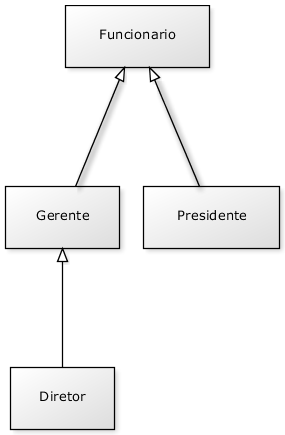 Funcionario
Gerente
Presidente
Diretor